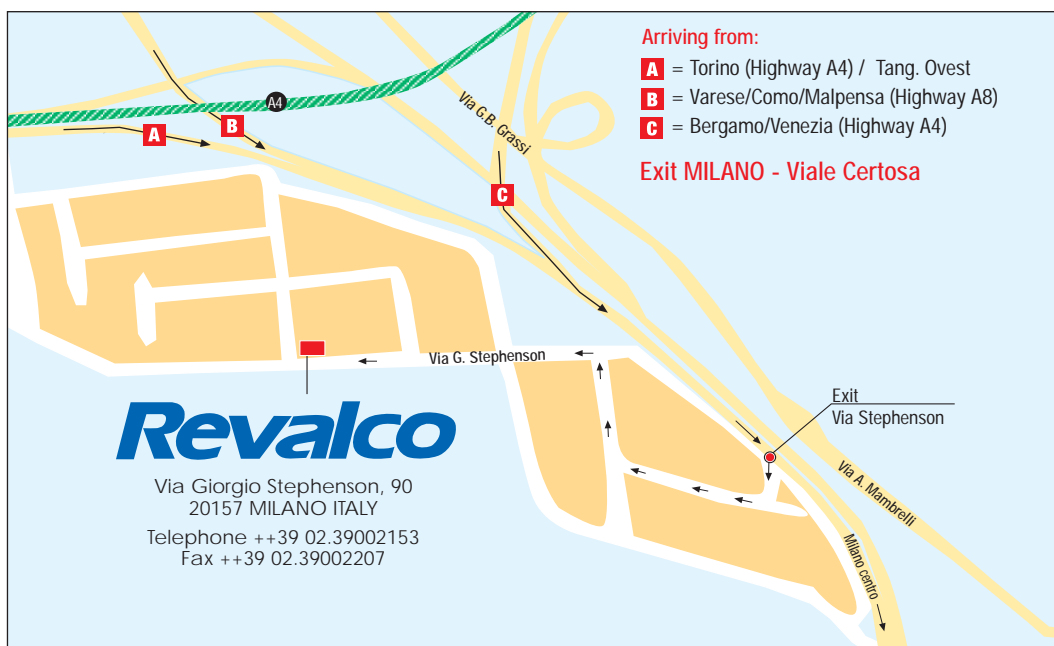 Arriving from:
A = Torino (Highway A4) / Tang. Ovest
B = Varese/Como/Malpensa (Highway A8)
C = Bergamo/Venezia (Highway A4)
Exit MILANO - Viale Certosa
A4
A
B
C
Via G.B. Grassi
Via G. Stephenson
Exit
Via Stephenson
Via A. Mambrelli
Milano centro
Revalco
Via Giorgio Stephenson, 90
20157 MILANO ITALY
Telephone ++39 02.39002153
Fax ++39 02.39002207